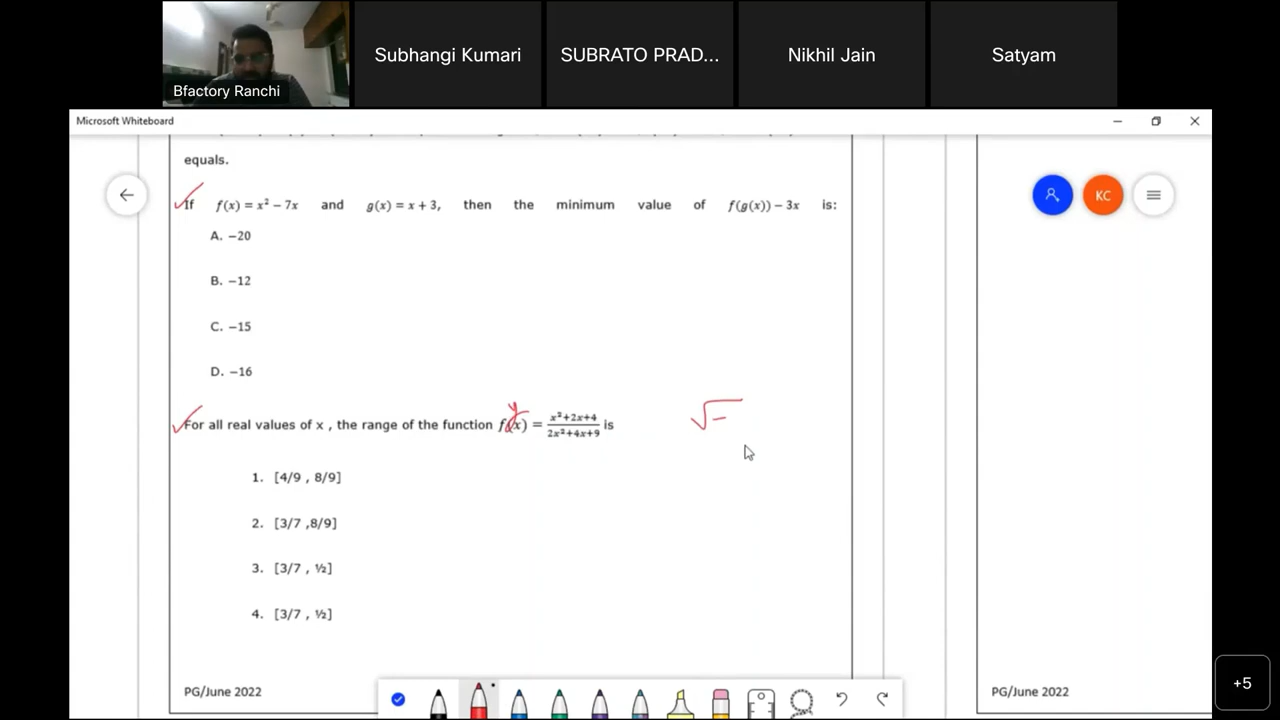 Subhangi Kumari
SUBRATO PRAD...
Nikhil Jain
Satyam
Bfactory Ranchi
Microsoft Whiteboard
equals.
If f(x) = x² − 7x and g(x) = x + 3, then the minimum value of f(g(x)) − 3x is:
A. −20
B. −12
C. −15
D. −16
KC
For all real values of x , the range of the function f(x) = (x²+2x+4)/(2x²+4x+9) is
y
√−
1. [4/9 , 8/9]
2. [3/7 ,8/9]
3. [3/7 , ½]
4. [3/7 , ½]
PG/June 2022
PG/June 2022
+5